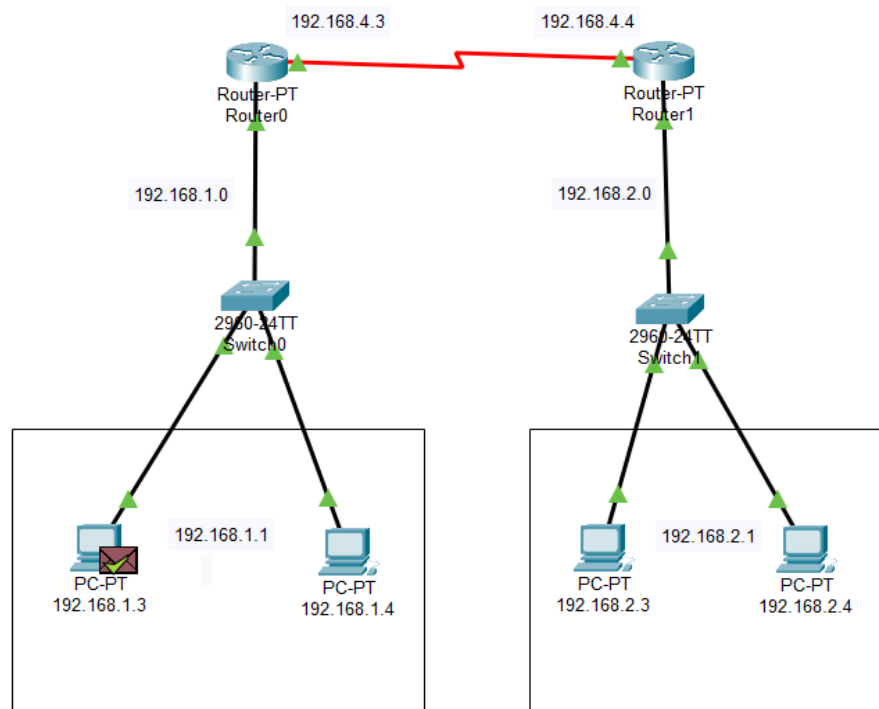 192.168.4.3
192.168.4.4
Router-PT
Router0
Router-PT
Router1
192.168.1.0
192.168.2.0
2960-24TT
Switch0
2960-24TT
Switch1
192.168.1.1
192.168.2.1
PC-PT
192.168.1.3
PC-PT
192.168.1.4
PC-PT
192.168.2.3
PC-PT
192.168.2.4